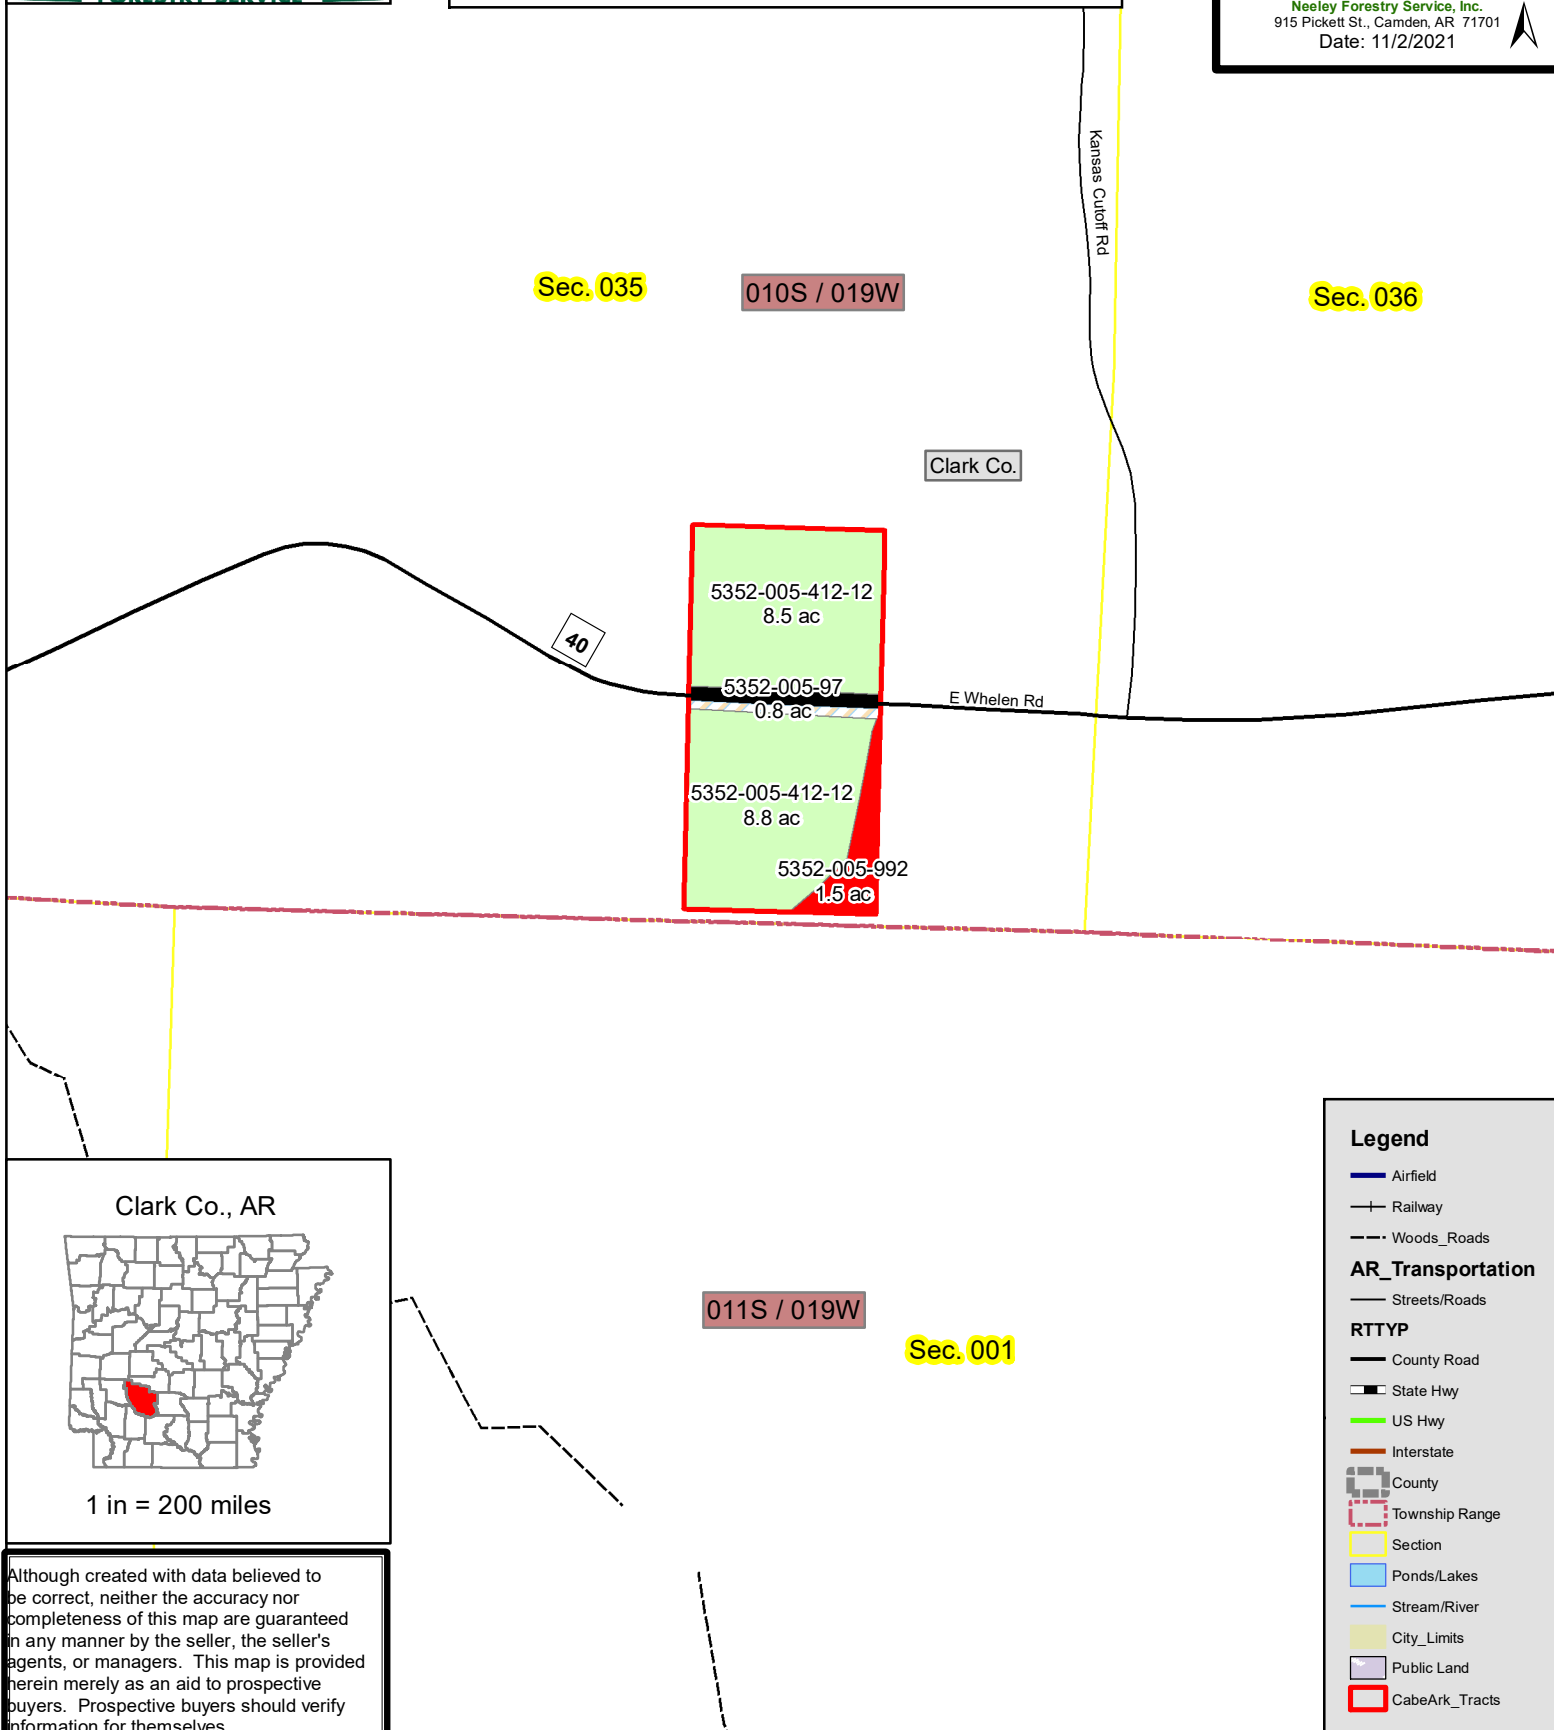 FORESTRY SERVICE
Neeley Forestry Service, Inc.
915 Pickett St., Camden, AR 71701
Date: 11/2/2021
Kansas Cutoff Rd
Sec. 035
010S / 019W
Sec. 036
Clark Co.
5352-005-412-12
8.5 ac
40
5352-005-97
0.8 ac
E Whelen Rd
5352-005-412-12
8.8 ac
5352-005-992
1.5 ac
Clark Co., AR
1 in = 200 miles
011S / 019W
Sec. 001
Legend
Airfield
Railway
Woods_Roads
AR_Transportation
Streets/Roads
RTTYP
County Road
State Hwy
US Hwy
Interstate
County
Township Range
Section
Ponds/Lakes
Stream/River
City_Limits
Public Land
CabeArk_Tracts
Although created with data believed to
be correct, neither the accuracy nor
completeness of this map are guaranteed
in any manner by the seller, the seller's
agents, or managers. This map is provided
herein merely as an aid to prospective
buyers. Prospective buyers should verify
information for themselves